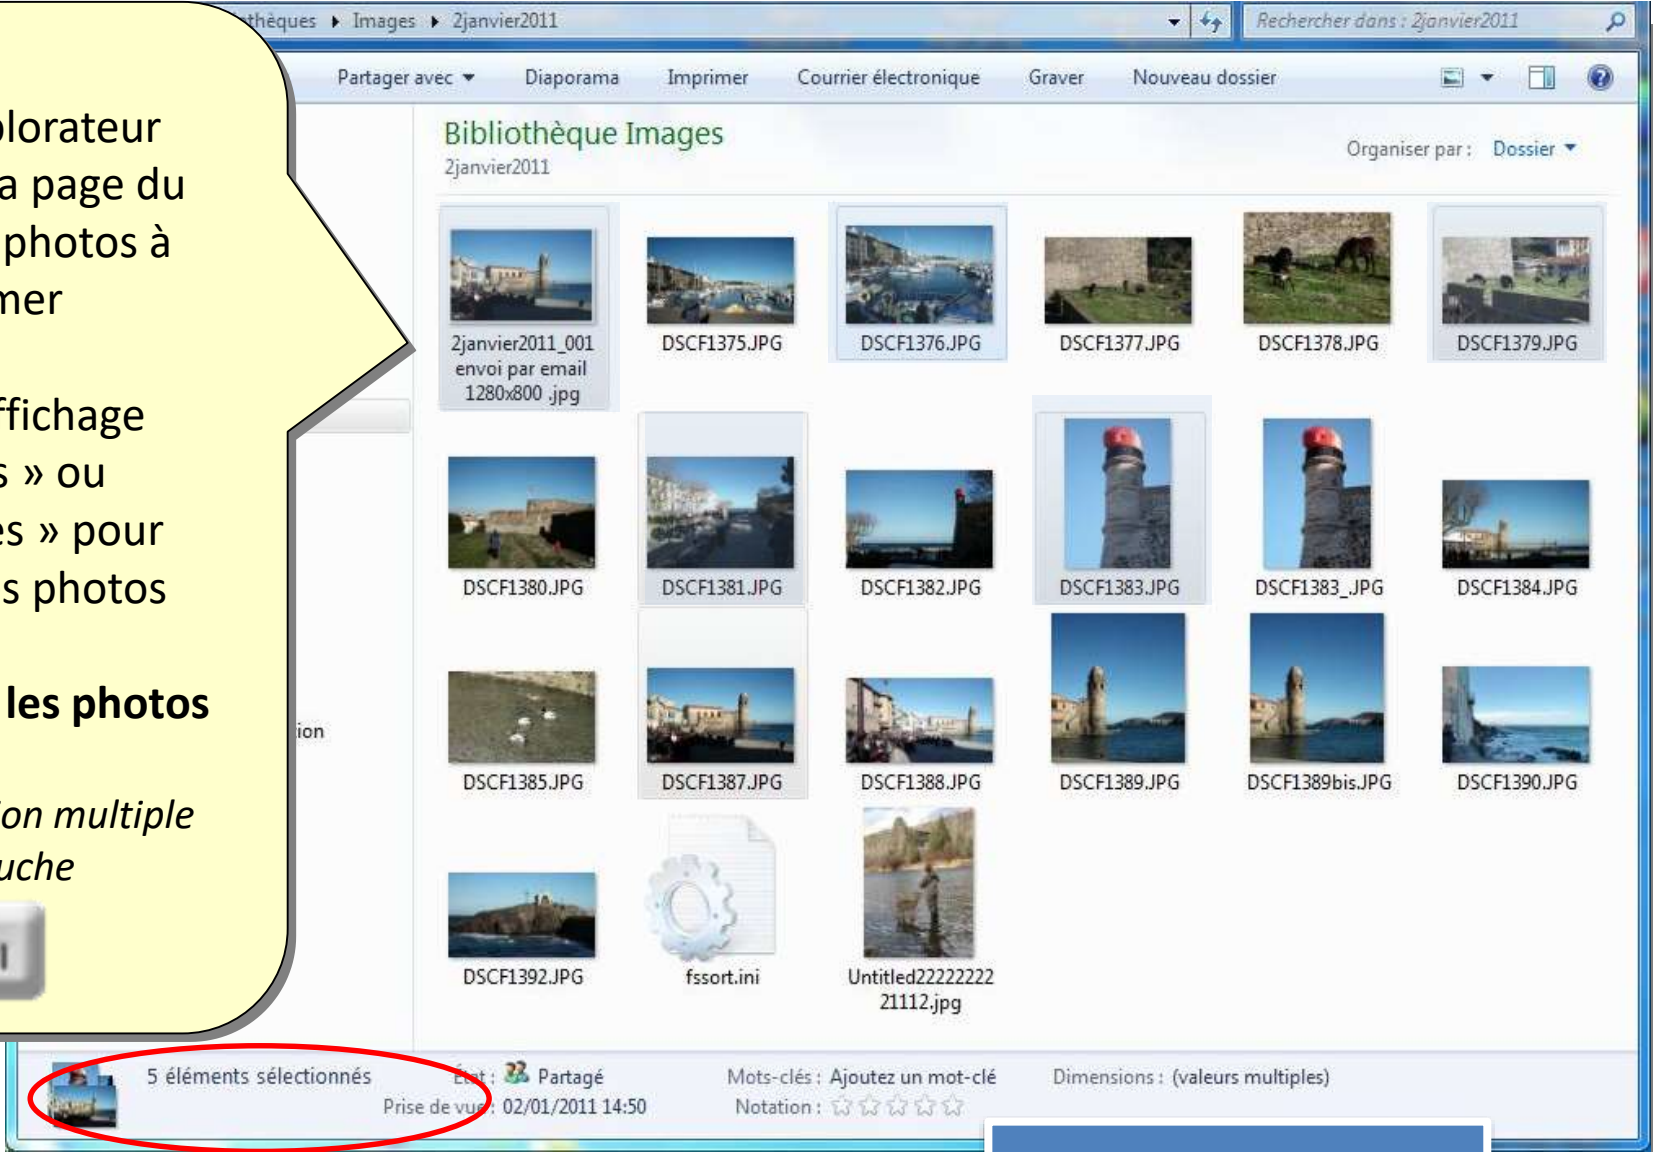 thèques ▸ Images ▸ 2janvier2011
Rechercher dans : 2janvier2011
Partager avec Diaporama Imprimer Courrier électronique Graver Nouveau dossier
plorateur
a page du
photos à
mer
ffichage
s » ou
es » pour
s photos
les photos
ion multiple
uche
ion
Bibliothèque Images
2janvier2011
Organiser par : Dossier
2janvier2011_001
envoi par email
1280x800 .jpg
DSCF1375.JPG
DSCF1376.JPG
DSCF1377.JPG
DSCF1378.JPG
DSCF1379.JPG
DSCF1380.JPG
DSCF1381.JPG
DSCF1382.JPG
DSCF1383.JPG
DSCF1383_.JPG
DSCF1384.JPG
DSCF1385.JPG
DSCF1387.JPG
DSCF1388.JPG
DSCF1389.JPG
DSCF1389bis.JPG
DSCF1390.JPG
DSCF1392.JPG
fssort.ini
Untitled22222222
21112.jpg
5 éléments sélectionnés
État : Partagé
Mots-clés : Ajoutez un mot-clé
Dimensions : (valeurs multiples)
Prise de vue : 02/01/2011 14:50
Notation :